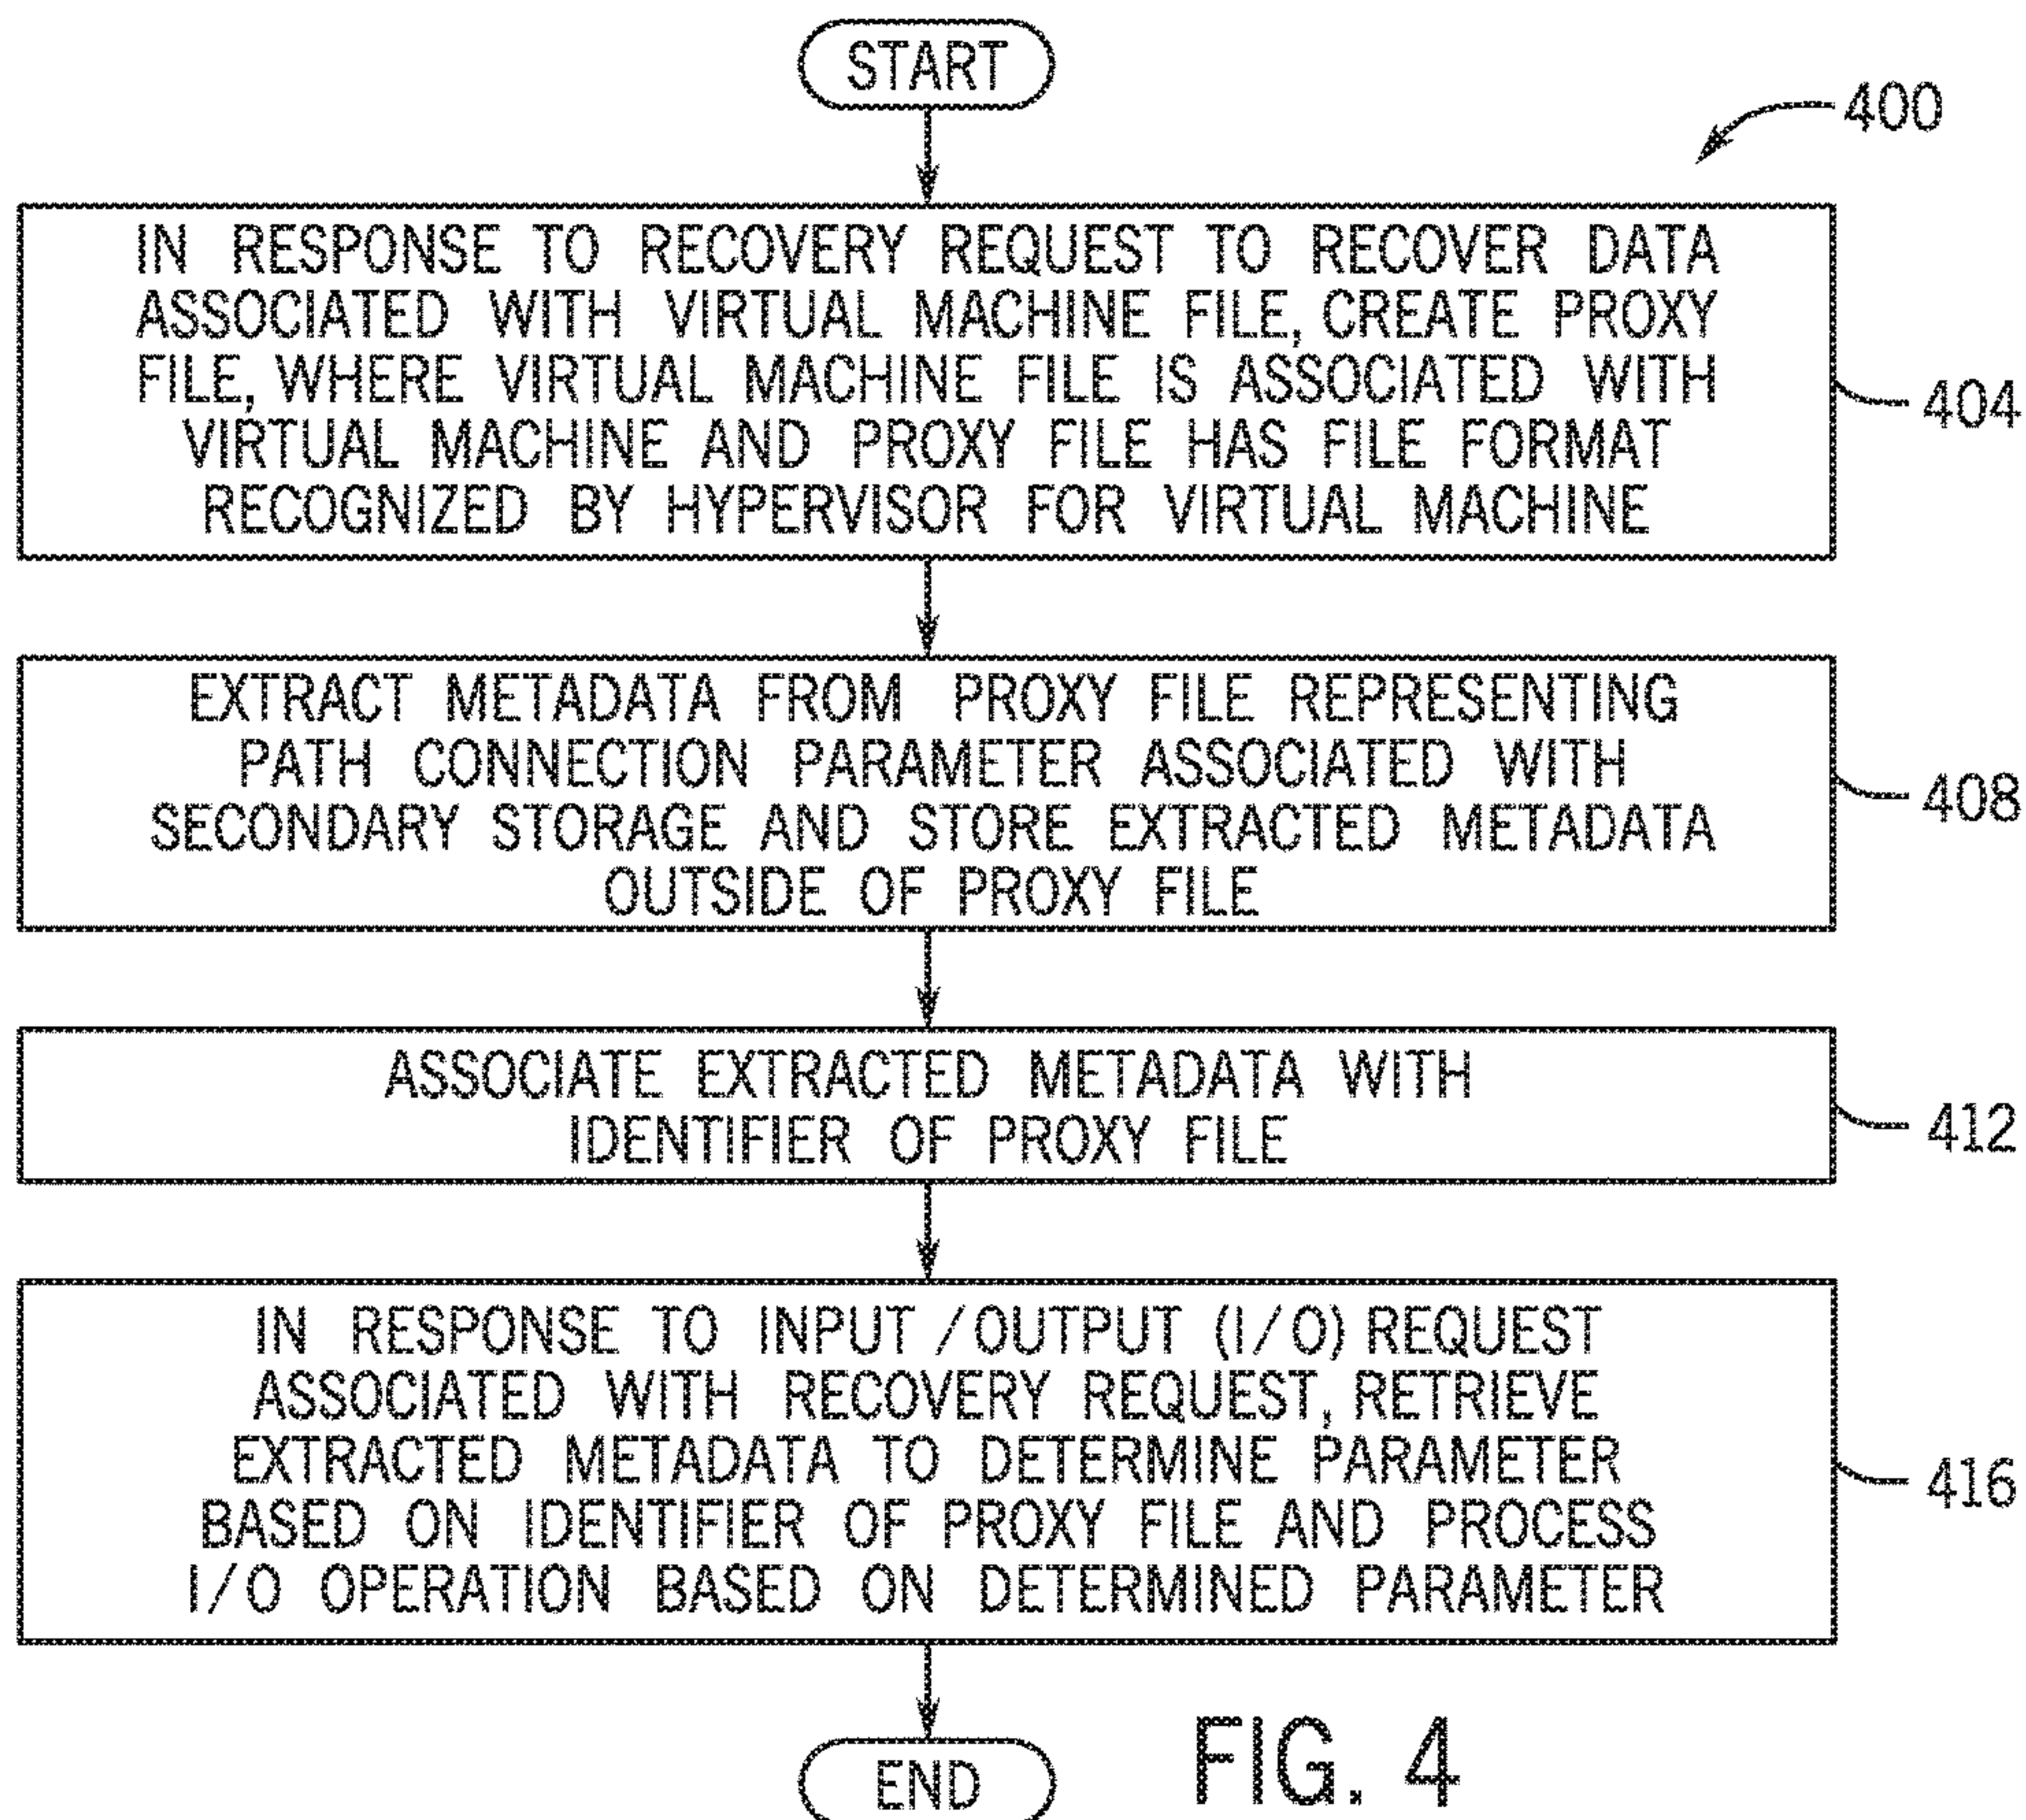 START
400
IN RESPONSE TO RECOVERY REQUEST TO RECOVER DATA
ASSOCIATED WITH VIRTUAL MACHINE FILE, CREATE PROXY
FILE, WHERE VIRTUAL MACHINE FILE IS ASSOCIATED WITH
VIRTUAL MACHINE AND PROXY FILE HAS FILE FORMAT
RECOGNIZED BY HYPERVISOR FOR VIRTUAL MACHINE
404
EXTRACT METADATA FROM PROXY FILE REPRESENTING
PATH CONNECTION PARAMETER ASSOCIATED WITH
SECONDARY STORAGE AND STORE EXTRACTED METADATA
OUTSIDE OF PROXY FILE
408
ASSOCIATE EXTRACTED METADATA WITH
IDENTIFIER OF PROXY FILE
412
IN RESPONSE TO INPUT /OUTPUT (I/O) REQUEST
ASSOCIATED WITH RECOVERY REQUEST, RETRIEVE
EXTRACTED METADATA TO DETERMINE PARAMETER
BASED ON IDENTIFIER OF PROXY FILE AND PROCESS
I/O OPERATION BASED ON DETERMINED PARAMETER
416
END
FIG. 4